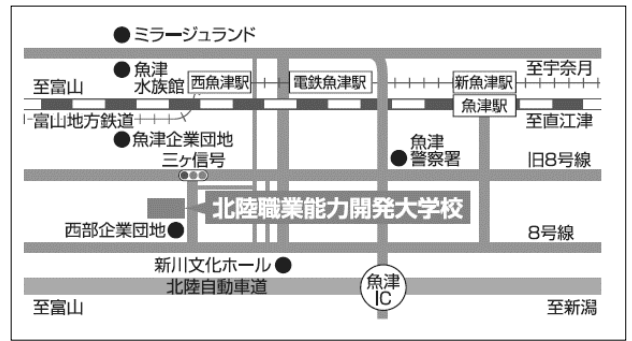 ミラージュランド
魚津
水族館
西魚津駅
電鉄魚津駅
新魚津駅
至宇奈月
至富山
魚津駅
富山地方鉄道
至直江津
魚津企業団地
三ヶ信号
魚津
警察署
旧8号線
北陸職業能力開発大学校
西部企業団地
8号線
新川文化ホール
北陸自動車道
魚津
IC
至富山
至新潟